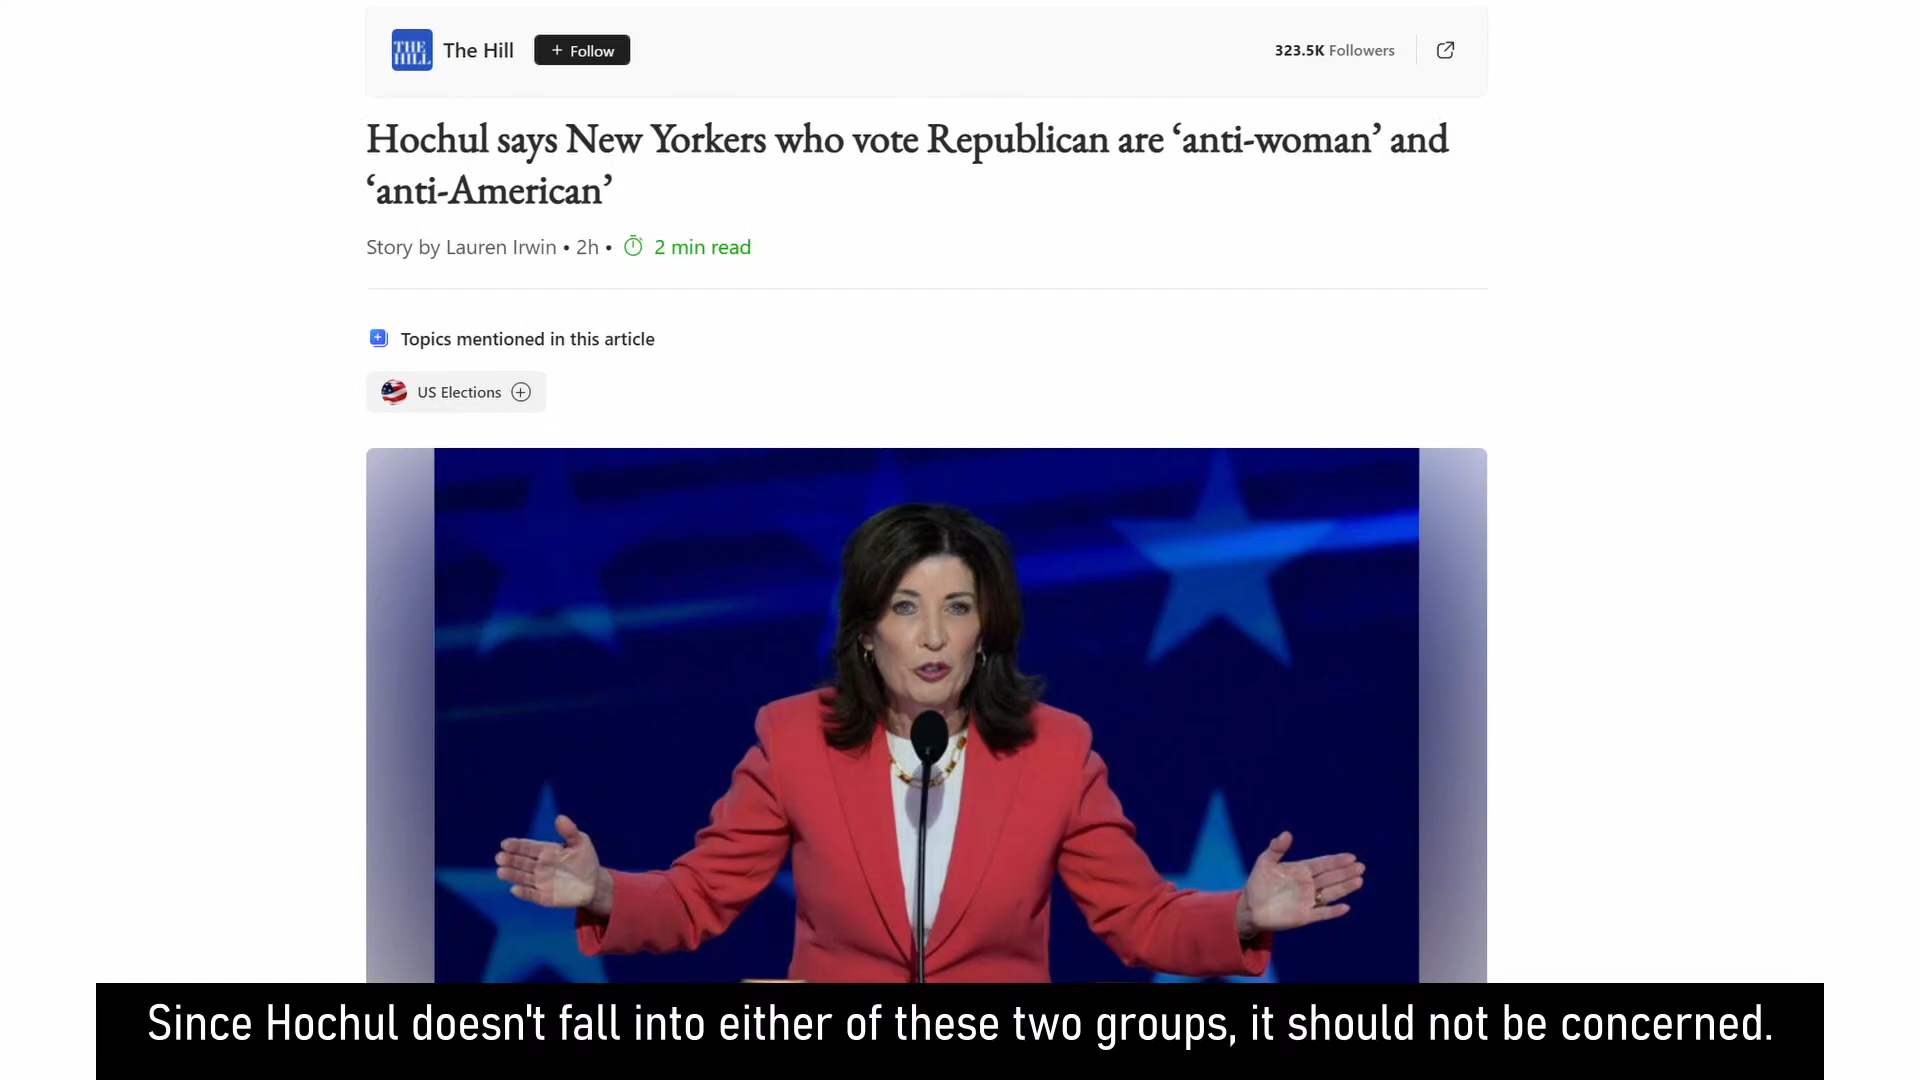 THE
HILL
The Hill
+ Follow
323.5K Followers
Hochul says New Yorkers who vote Republican are ‘anti-woman’ and
‘anti-American’
Story by Lauren Irwin • 2h • 2 min read
Topics mentioned in this article
US Elections
Since Hochul doesn't fall into either of these two groups, it should not be concerned.